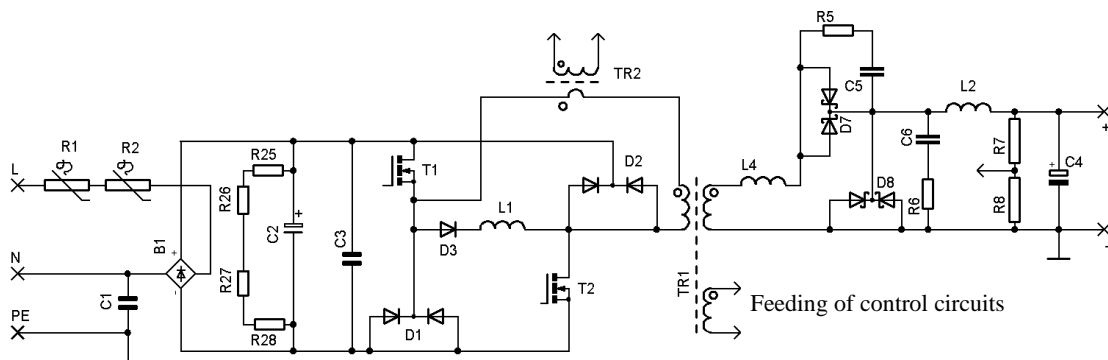 R5
TR2
C5
L2
D7
R1
R2
L
R25
T1
D2
L4
C6
R7
C4
+
R26
C2
+
C3
D3
L1
D8
R6
R8
-
N
B1
+
-
R27
T2
TR1
C1
PE
R28
D1
Feeding of control circuits